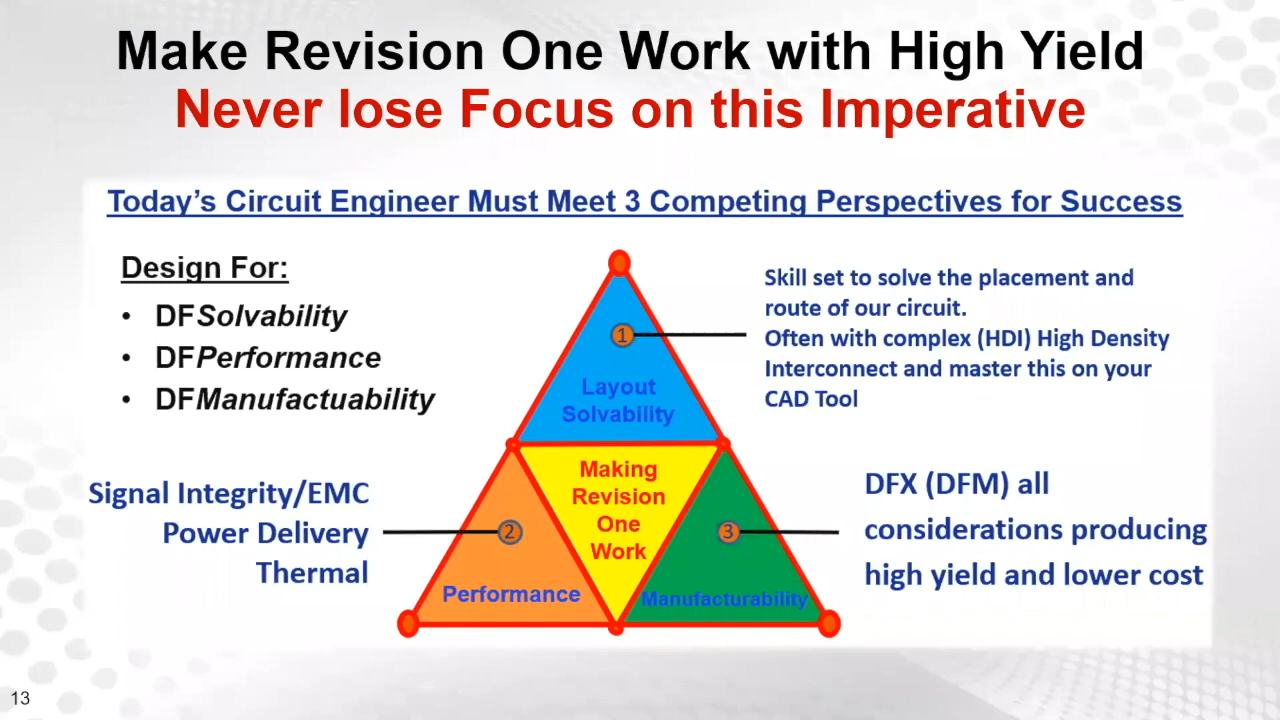 Make Revision One Work with High Yield
Never lose Focus on this Imperative
Today's Circuit Engineer Must Meet 3 Competing Perspectives for Success
Design For:
• DFSolvability
• DFPerformance
• DFManufactuability
Skill set to solve the placement and
route of our circuit.
Often with complex (HDI) High Density
Interconnect and master this on your
CAD Tool
1
Layout
Solvability
Making
Revision
One
Work
Signal Integrity/EMC
Power Delivery
Thermal
2
Performance
3
Manufacturability
DFX (DFM) all
considerations producing
high yield and lower cost
13